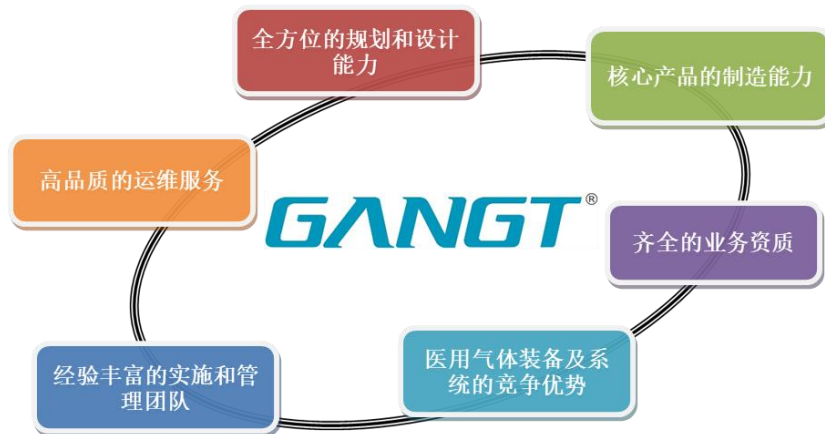 全方位的规划和设计
能力
核心产品的制造能力
高品质的运维服务
GANGT®
齐全的业务资质
医用气体装备及系
统的竞争优势
经验丰富的实施和管
理团队